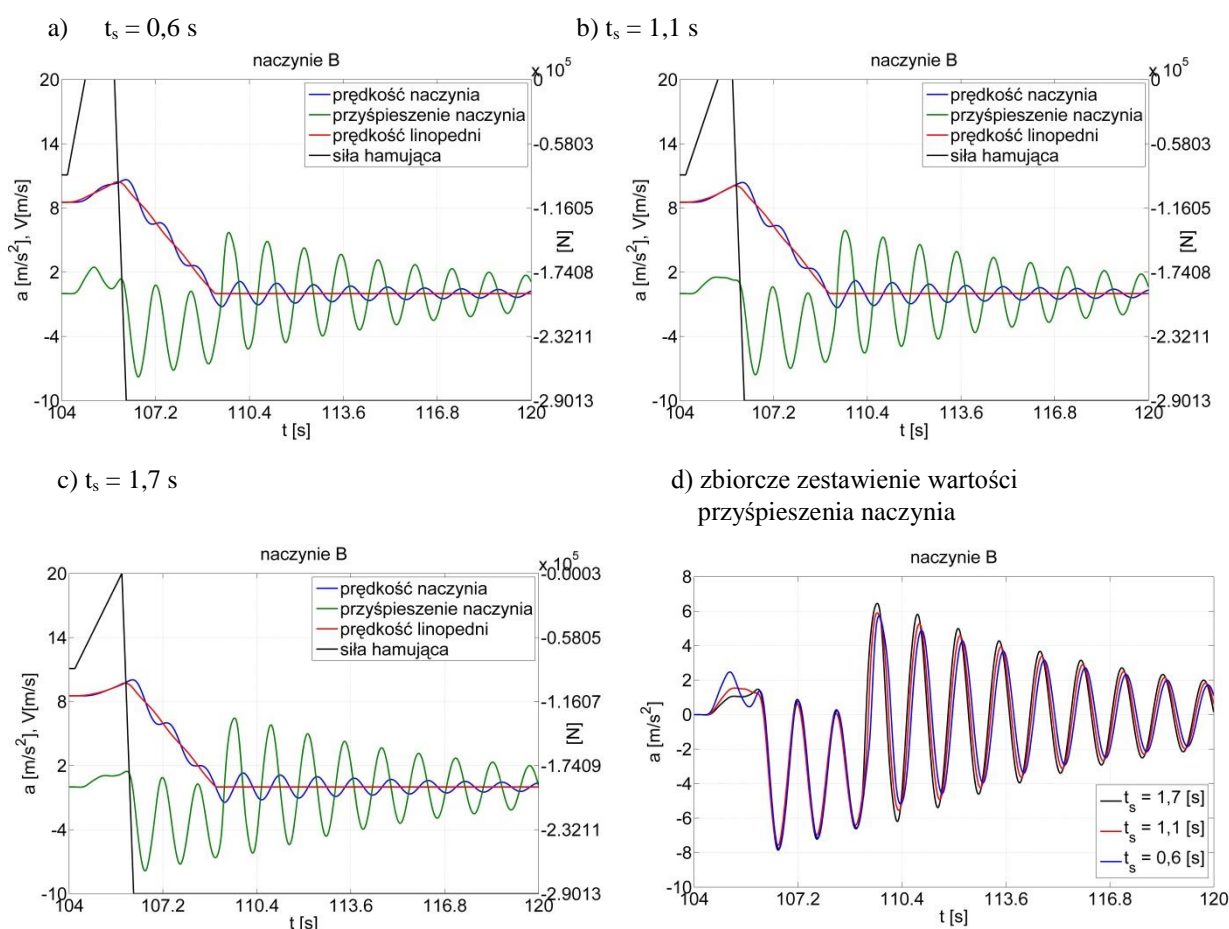 a) t_s = 0,6 s
b) t_s = 1,1 s
naczynie B
x 10^5
20
14
8
2
-4
-10
a [m/s^2], V[m/s]
prędkość naczynia
przyśpieszenie naczynia
prędkość linopedni
siła hamująca
0
-0.5803
-1.1605
-1.7408
-2.3211
-2.9013
[N]
104
107.2
110.4
113.6
116.8
120
t [s]
naczynie B
x 10^5
20
14
8
2
-4
-10
a [m/s^2], V[m/s]
prędkość naczynia
przyśpieszenie naczynia
prędkość linopedni
siła hamująca
0
-0.5803
-1.1605
-1.7408
-2.3211
-2.9013
[N]
104
107.2
110.4
113.6
116.8
120
t [s]
c) t_s = 1,7 s
d) zbiorcze zestawienie wartości
przyśpieszenia naczynia
naczynie B
x 10^5
20
14
8
2
-4
-10
a [m/s^2], V[m/s]
prędkość naczynia
przyśpieszenie naczynia
prędkość linopedni
siła hamująca
-0.0003
-0.5805
-1.1607
-1.7409
-2.3211
-2.9013
[N]
104
107.2
110.4
113.6
116.8
120
t [s]
naczynie B
8
6
4
2
0
-2
-4
-6
-8
-10
a [m/s^2]
t_s = 1,7 [s]
t_s = 1,1 [s]
t_s = 0,6 [s]
104
107.2
110.4
113.6
116.8
120
t [s]